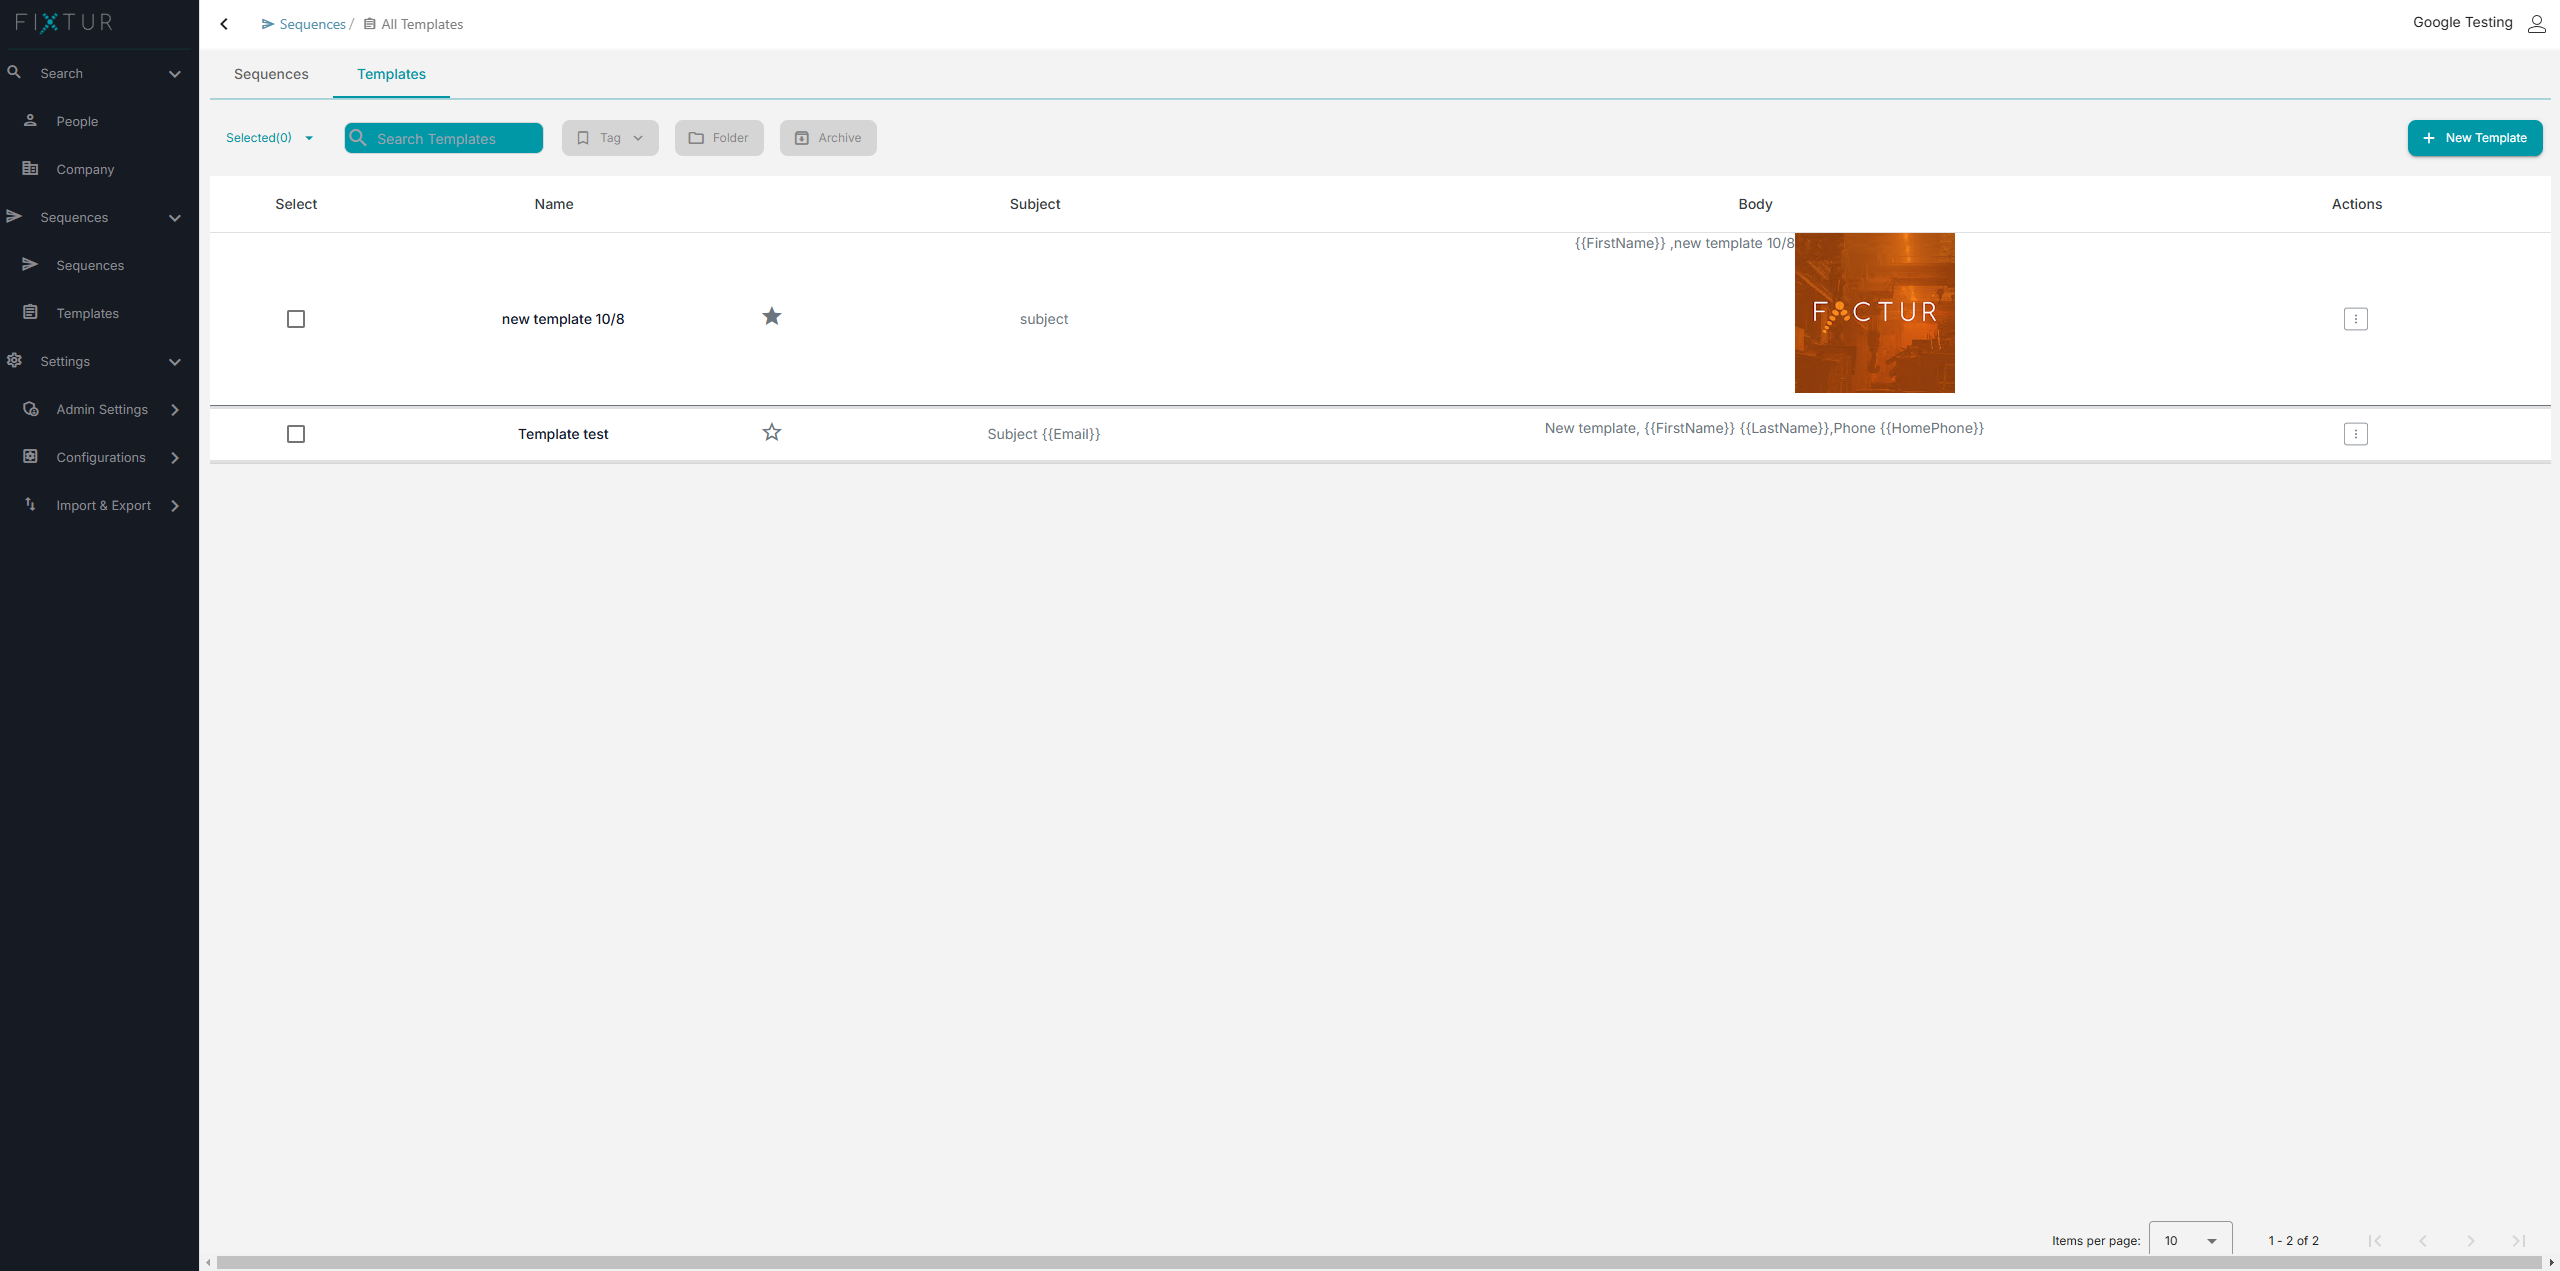 FIXTUR
Sequences / All Templates
Google Testing
Search
People
Company
Sequences
Sequences
Templates
Settings
Admin Settings
Configurations
Import & Export
Sequences Templates
Selected(0) Search Templates Tag Folder Archive + New Template
Select Name Subject Body Actions
{{FirstName}} ,new template 10/8
new template 10/8 subject
FACTUR
Template test Subject {{Email}} New template, {{FirstName}} {{LastName}},Phone {{HomePhone}}
Items per page: 10 1 - 2 of 2